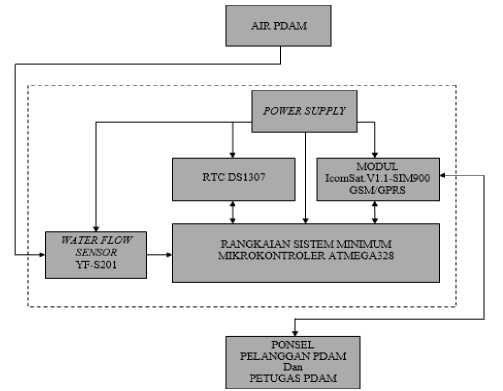 AIR PDAM
POWER SUPPLY
RTC DS1307
MODUL
IcomSat V1.1-SIM900
GSM/GPRS
WATER FLOW
SENSOR
YF-S201
RANGKAIAN SISTEM MINIMUM
MIKROKONTROLER ATMEGA328
PONSEL
PELANGGAN PDAM
Dan
PETUGAS PDAM